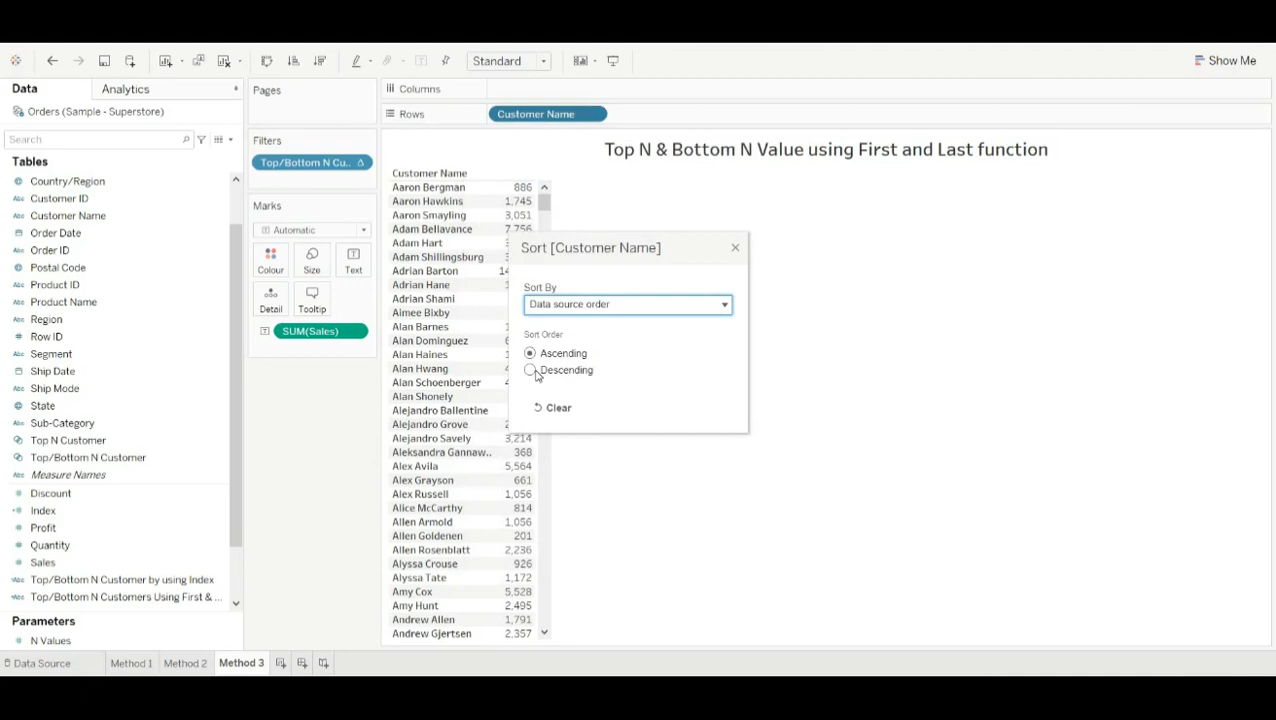 Standard
Show Me
Data
Analytics
Pages
Columns
Orders (Sample - Superstore)
Rows
Customer Name
Search
Filters
Top/Bottom N Cu..
Top N & Bottom N Value using First and Last function
Tables
Country/Region
Customer ID
Customer Name
Order Date
Order ID
Postal Code
Product ID
Product Name
Region
Row ID
Segment
Ship Date
Ship Mode
State
Sub-Category
Top N Customer
Top/Bottom N Customer
Measure Names
Discount
Index
Profit
Quantity
Sales
Top/Bottom N Customer by using Index
Top/Bottom N Customers Using First & ...
Parameters
N Values
Marks
Automatic
Colour
Size
Text
Detail
Tooltip
SUM(Sales)
Customer Name
Aaron Bergman 886
Aaron Hawkins 1,745
Aaron Smayling 3,051
Adam Bellavance 7,756
Adam Hart
Adam Shillingsburg
Adrian Barton
Adrian Hane
Adrian Shami
Aimee Bixby
Alan Barnes
Alan Dominguez
Alan Haines
Alan Hwang
Alan Schoenberger
Alan Shonely
Alejandro Ballentine
Alejandro Grove
Alejandro Savely 3,214
Aleksandra Gannaw.. 368
Alex Avila 5,564
Alex Grayson 661
Alex Russell 1,056
Alice McCarthy 814
Allen Armold 1,056
Allen Goldenen 201
Allen Rosenblatt 2,236
Alyssa Crouse 926
Alyssa Tate 1,172
Amy Cox 5,528
Amy Hunt 2,495
Andrew Allen 1,791
Andrew Gjertsen 2,357
Sort [Customer Name]
Sort By
Data source order
Sort Order
Ascending
Descending
Clear
Data Source
Method 1
Method 2
Method 3